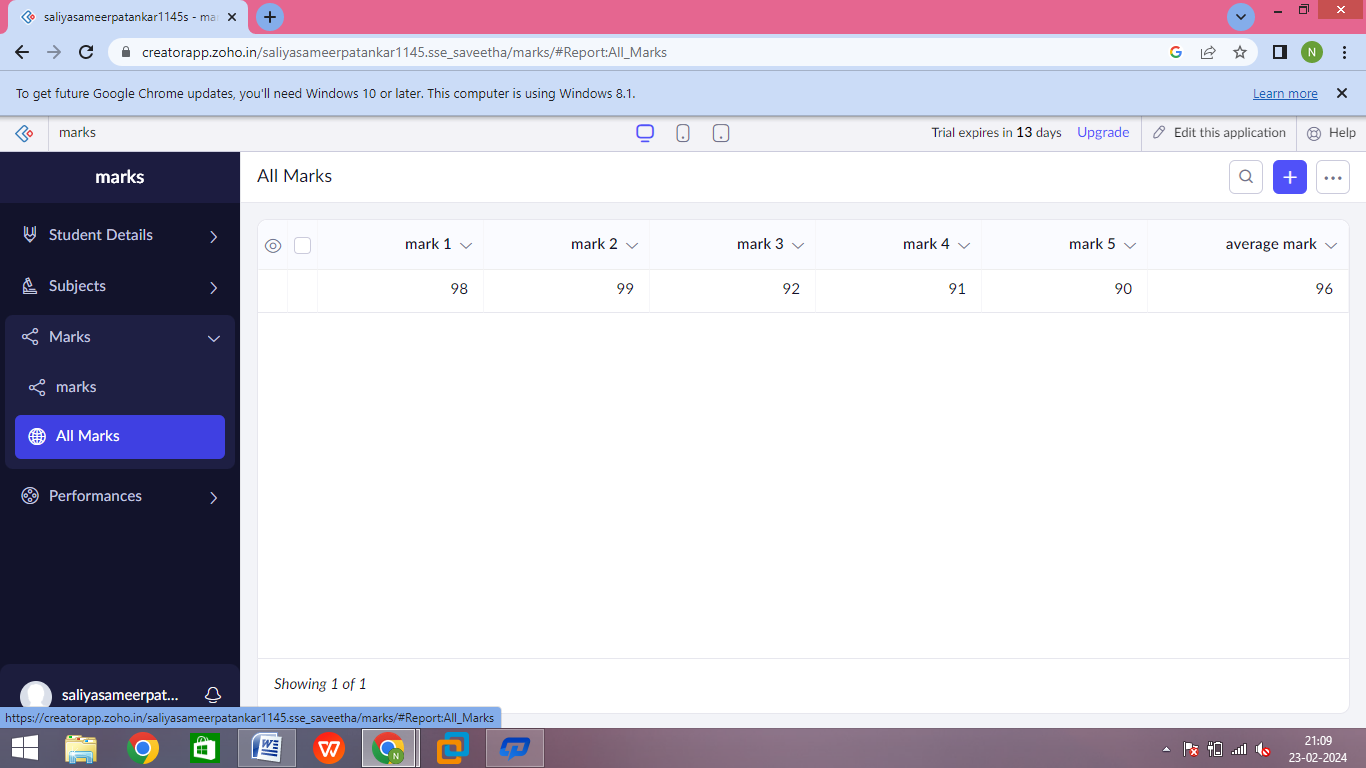 saliyasameerpatankar1145s - ma
creatorapp.zoho.in/saliyasameerpatankar1145.sse_saveetha/marks/#Report:All_Marks
N
To get future Google Chrome updates, you'll need Windows 10 or later. This computer is using Windows 8.1.
Learn more
marks
Trial expires in 13 days
Upgrade
Edit this application
Help
marks
All Marks
Student Details
Subjects
Marks
marks
All Marks
Performances
mark 1 mark 2 mark 3 mark 4 mark 5 average mark
98 99 92 91 90 96
Showing 1 of 1
saliyasameerpat...
https://creatorapp.zoho.in/saliyasameerpatankar1145.sse_saveetha/marks/#Report:All_Marks
21:09
23-02-2024